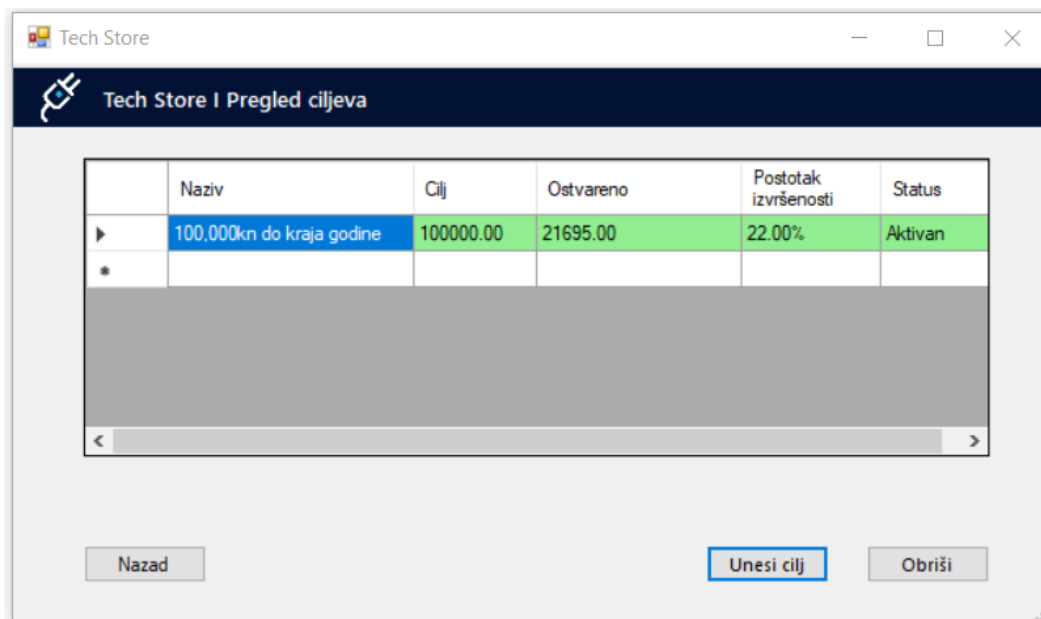 Tech Store
Tech Store I Pregled ciljeva
Naziv Cilj Ostvareno Postotak izvršenosti Status
100,000kn do kraja godine 100000.00 21695.00 22.00% Aktivan
Nazad Unesi cilj Obriši